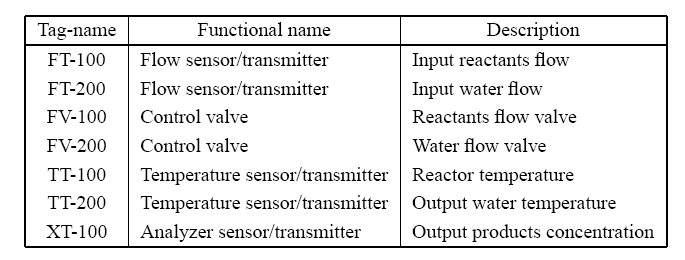 Tag-name Functional name Description
FT-100 Flow sensor/transmitter Input reactants flow
FT-200 Flow sensor/transmitter Input water flow
FV-100 Control valve Reactants flow valve
FV-200 Control valve Water flow valve
TT-100 Temperature sensor/transmitter Reactor temperature
TT-200 Temperature sensor/transmitter Output water temperature
XT-100 Analyzer sensor/transmitter Output products concentration